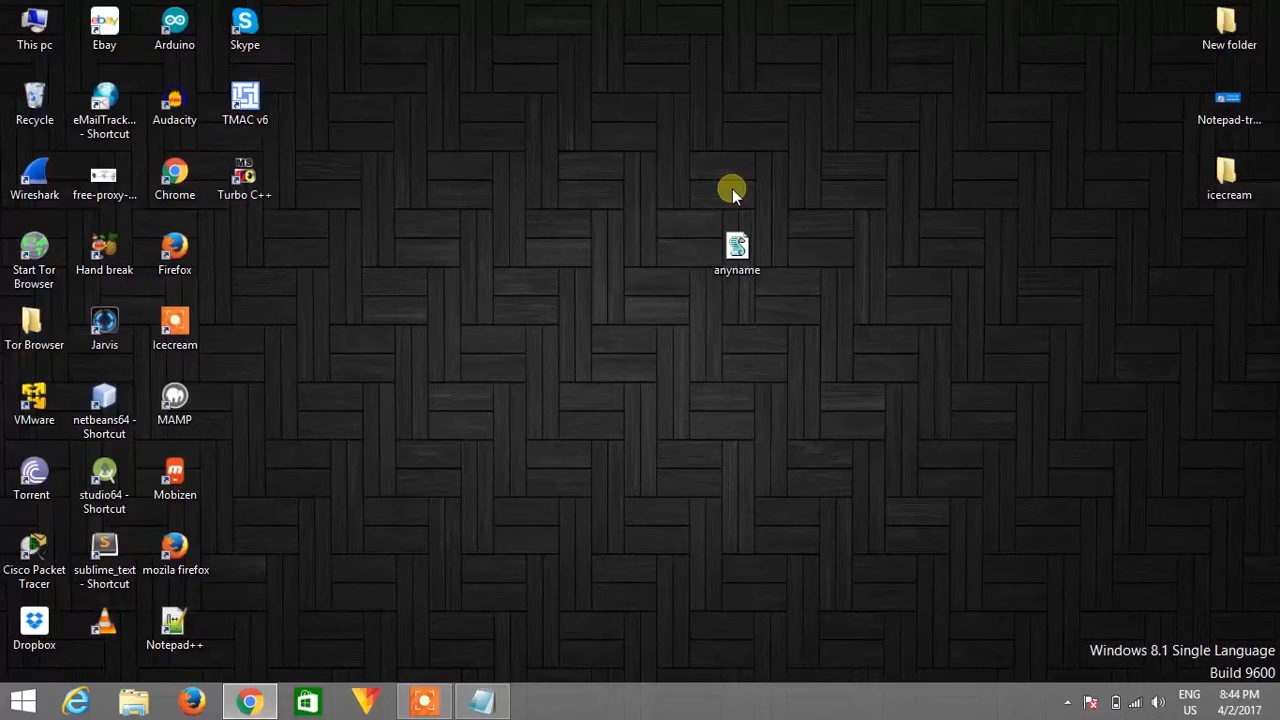 This pc
Ebay
Arduino
Skype
New folder
Recycle
eMailTrack...
- Shortcut
Audacity
TMAC v6
Notepad-tr...
Wireshark
free-proxy-...
Chrome
MS
Turbo C++
icecream
Start Tor
Browser
Hand break
Firefox
anyname
Tor Browser
Jarvis
Icecream
VMware
netbeans64 -
Shortcut
MAMP
Torrent
studio64 -
Shortcut
Mobizen
Cisco Packet
Tracer
sublime_text
- Shortcut
mozila firefox
Dropbox
Notepad++
Windows 8.1 Single Language
Build 9600
ENG
US
8:44 PM
4/2/2017